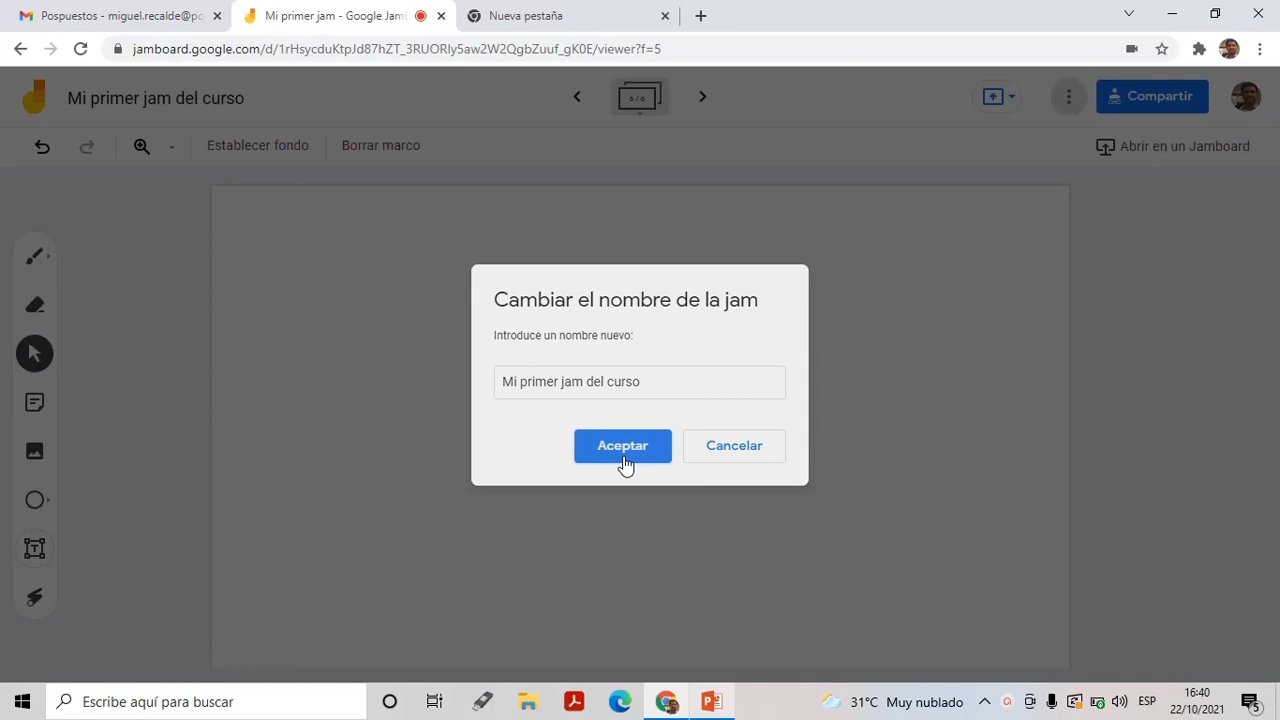 Pospuestos - miguel.recalde@po
Mi primer jam - Google Jamb
Nueva pestaña
jamboard.google.com/d/1rHsycduKtpJd87hZT_3RUORly5aw2W2QgbZuuf_gK0E/viewer?f=5
Mi primer jam del curso
6 / 6
Compartir
Establecer fondo
Borrar marco
Abrir en un Jamboard
Cambiar el nombre de la jam
Introduce un nombre nuevo:
Mi primer jam del curso
Aceptar
Cancelar
Escribe aquí para buscar
31°C Muy nublado
ESP
16:40
22/10/2021
5